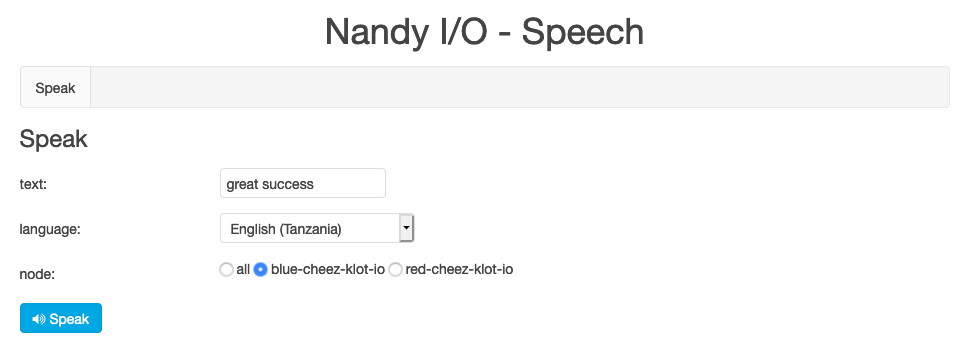 Nandy I/O - Speech
Speak
Speak
text: great success
language: English (Tanzania)
node: all blue-cheez-klot-io red-cheez-klot-io
Speak